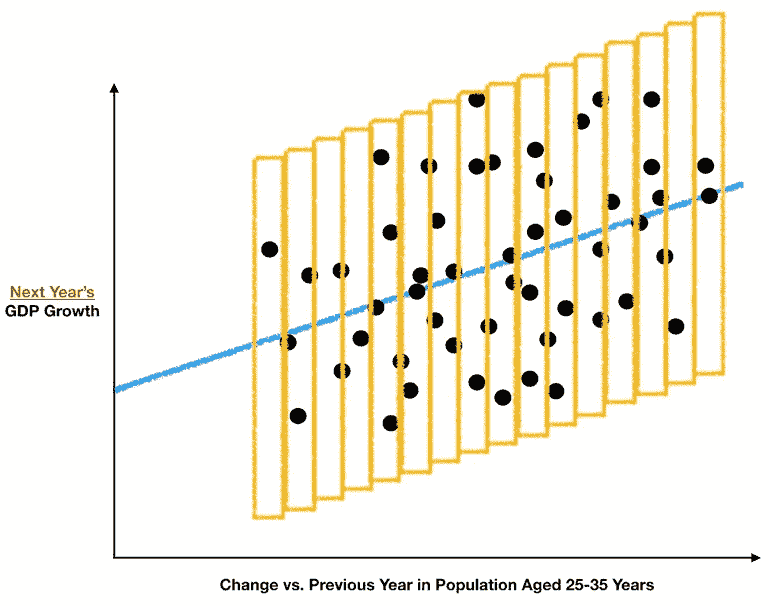 Next Year's
GDP Growth
Change vs. Previous Year in Population Aged 25-35 Years